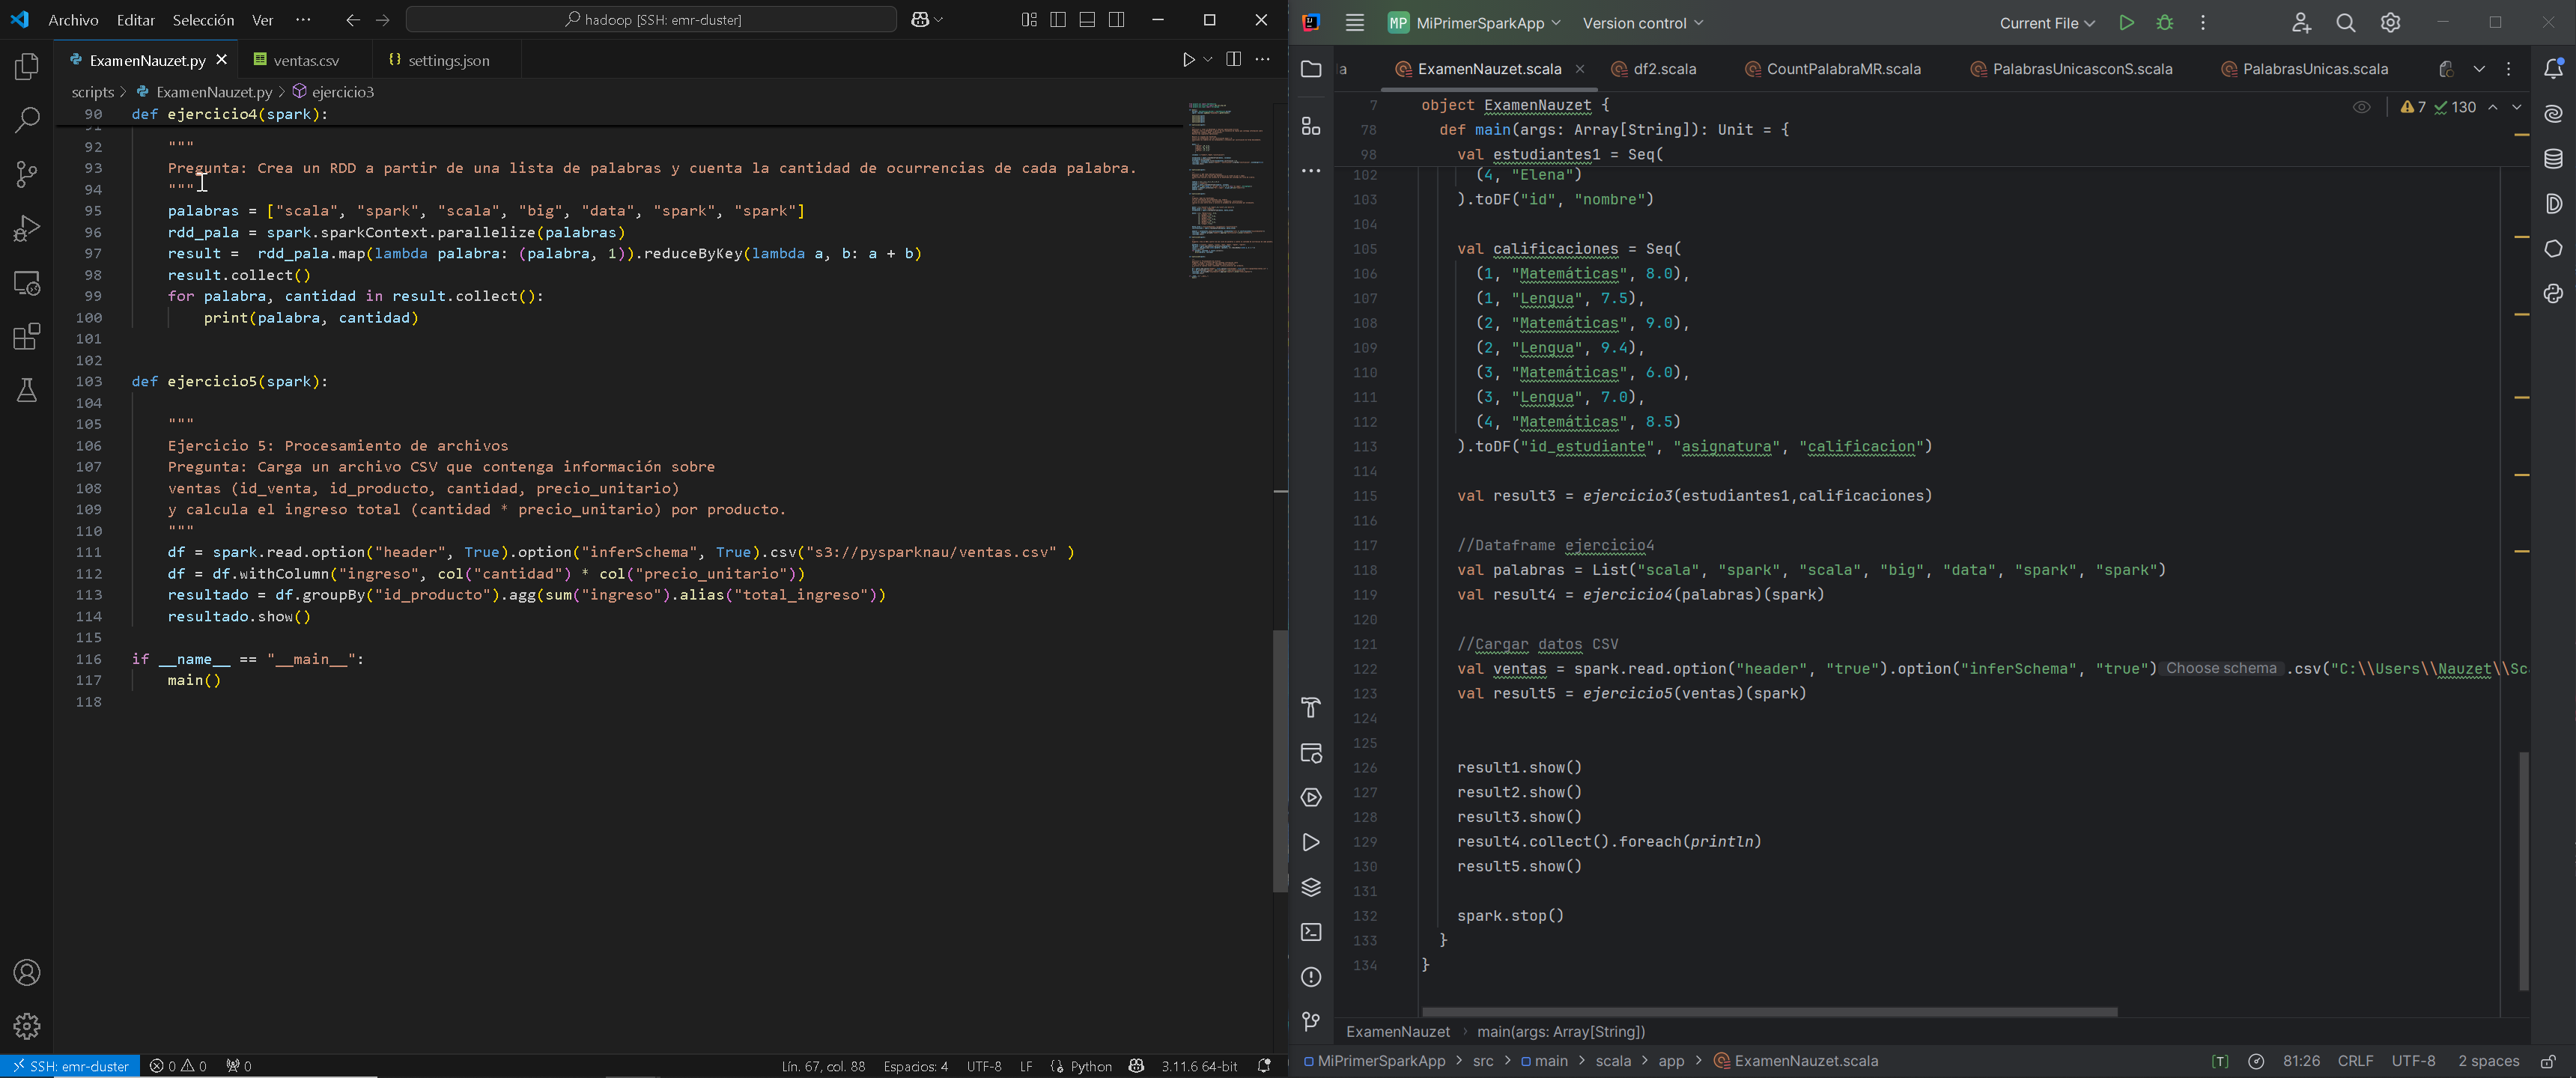 Archivo Editar Selección Ver ··· hadoop [SSH: emr-duster]
ExamenNauzet.py ventas.csv settings.json
scripts > ExamenNauzet.py > ejercicio3
90 def ejercicio4(spark):
91
92 """
93 Pregunta: Crea un RDD a partir de una lista de palabras y cuenta la cantidad de ocurrencias de cada palabra.
94 """
95 palabras = ["scala", "spark", "scala", "big", "data", "spark", "spark"]
96 rdd_pala = spark.sparkContext.parallelize(palabras)
97 result =  rdd_pala.map(lambda palabra: (palabra, 1)).reduceByKey(lambda a, b: a + b)
98 result.collect()
99 for palabra, cantidad in result.collect():
100 print(palabra, cantidad)
101
102
103 def ejercicio5(spark):
104
105 """
106 Ejercicio 5: Procesamiento de archivos
107 Pregunta: Carga un archivo CSV que contenga información sobre
108 ventas (id_venta, id_producto, cantidad, precio_unitario)
109 y calcula el ingreso total (cantidad * precio_unitario) por producto.
110 """
111 df = spark.read.option("header", True).option("inferSchema", True).csv("s3://pysparknau/ventas.csv" )
112 df = df.withColumn("ingreso", col("cantidad") * col("precio_unitario"))
113 resultado = df.groupBy("id_producto").agg(sum("ingreso").alias("total_ingreso"))
114 resultado.show()
115
116 if __name__ == "__main__":
117 main()
118
SSH: emr-duster 0 0 0 Lín. 67, col. 88 Espacios: 4 UTF-8 LF Python 3.11.6 64-bit
MP MiPrimerSparkApp Version control Current File
la ExamenNauzet.scala df2.scala CountPalabraMR.scala PalabrasUnicasconS.scala PalabrasUnicas.scala
7 object ExamenNauzet { 7 130
78 def main(args: Array[String]): Unit = {
98 val estudiantes1 = Seq(
102 (4, "Elena")
103 ).toDF("id", "nombre")
104
105 val calificaciones = Seq(
106 (1, "Matemáticas", 8.0),
107 (1, "Lengua", 7.5),
108 (2, "Matemáticas", 9.0),
109 (2, "Lengua", 9.4),
110 (3, "Matemáticas", 6.0),
111 (3, "Lengua", 7.0),
112 (4, "Matemáticas", 8.5)
113 ).toDF("id_estudiante", "asignatura", "calificacion")
114
115 val result3 = ejercicio3(estudiantes1,calificaciones)
116
117 //Dataframe ejercicio4
118 val palabras = List("scala", "spark", "scala", "big", "data", "spark", "spark")
119 val result4 = ejercicio4(palabras)(spark)
120
121 //Cargar datos CSV
122 val ventas = spark.read.option("header", "true").option("inferSchema", "true") Choose schema .csv("C:\\Users\\Nauzet\\Sc
123 val result5 = ejercicio5(ventas)(spark)
124
125
126 result1.show()
127 result2.show()
128 result3.show()
129 result4.collect().foreach(println)
130 result5.show()
131
132 spark.stop()
133 }
134 }
ExamenNauzet > main(args: Array[String])
MiPrimerSparkApp > src > main > scala > app > ExamenNauzet.scala [T] 81:26 CRLF UTF-8 2 spaces